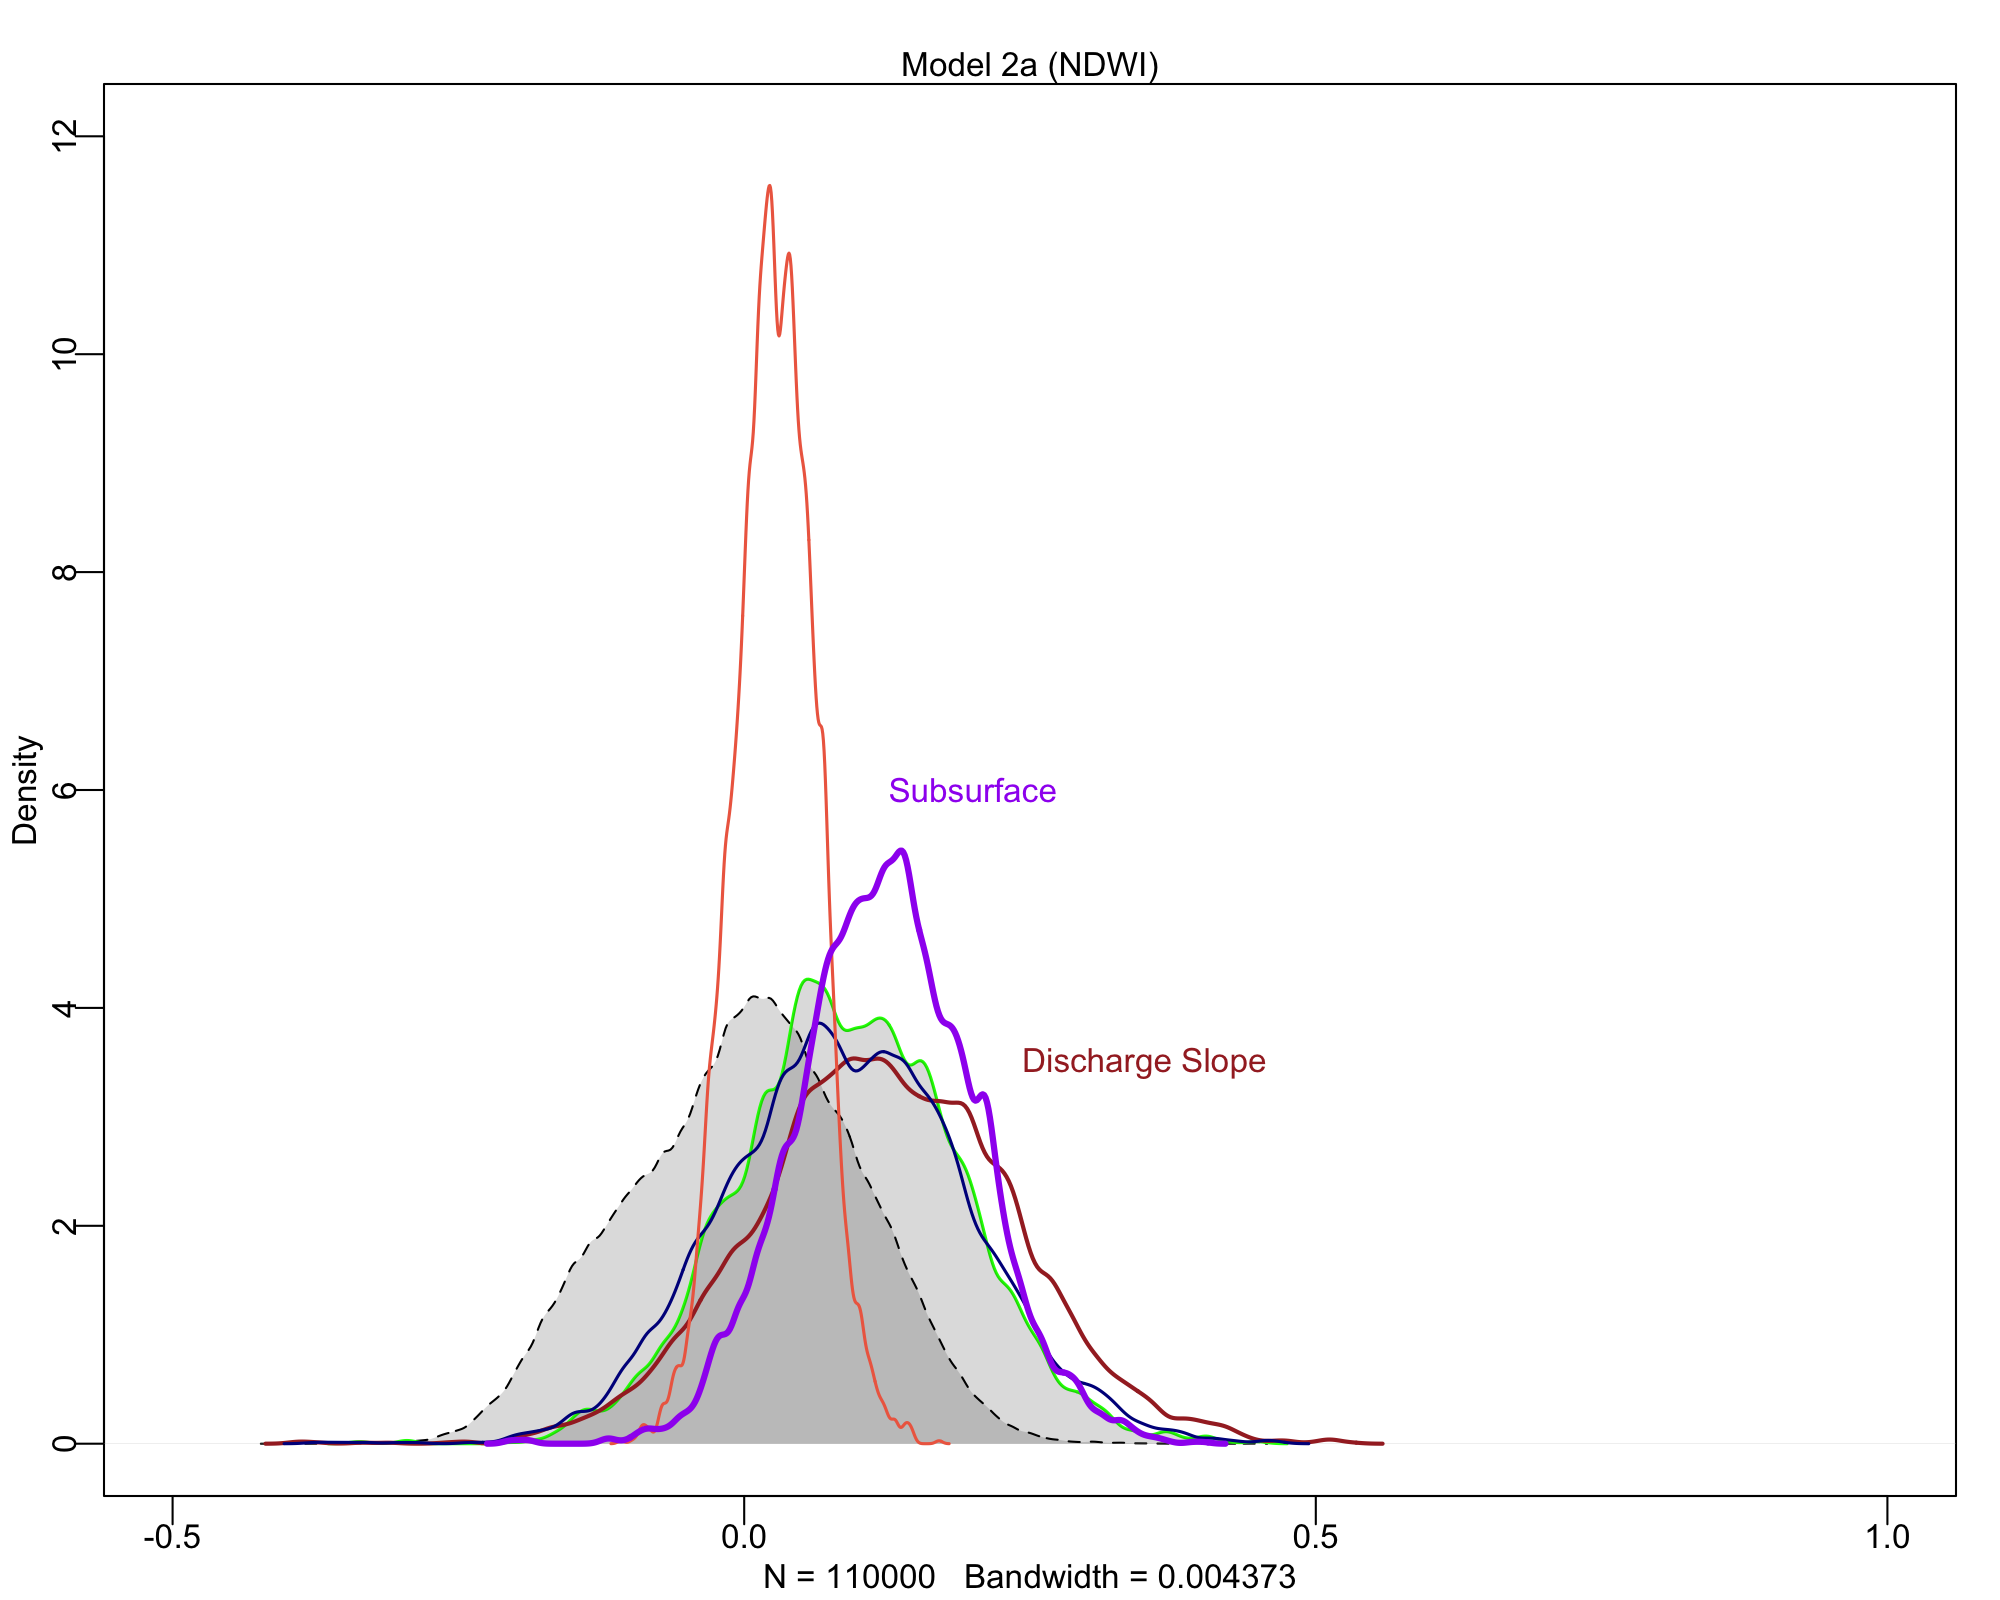 Model 2a (NDWI)
12
10
8
6
4
2
0
Density
Subsurface
Discharge Slope
-0.5 0.0 0.5 1.0
N = 110000 Bandwidth = 0.004373